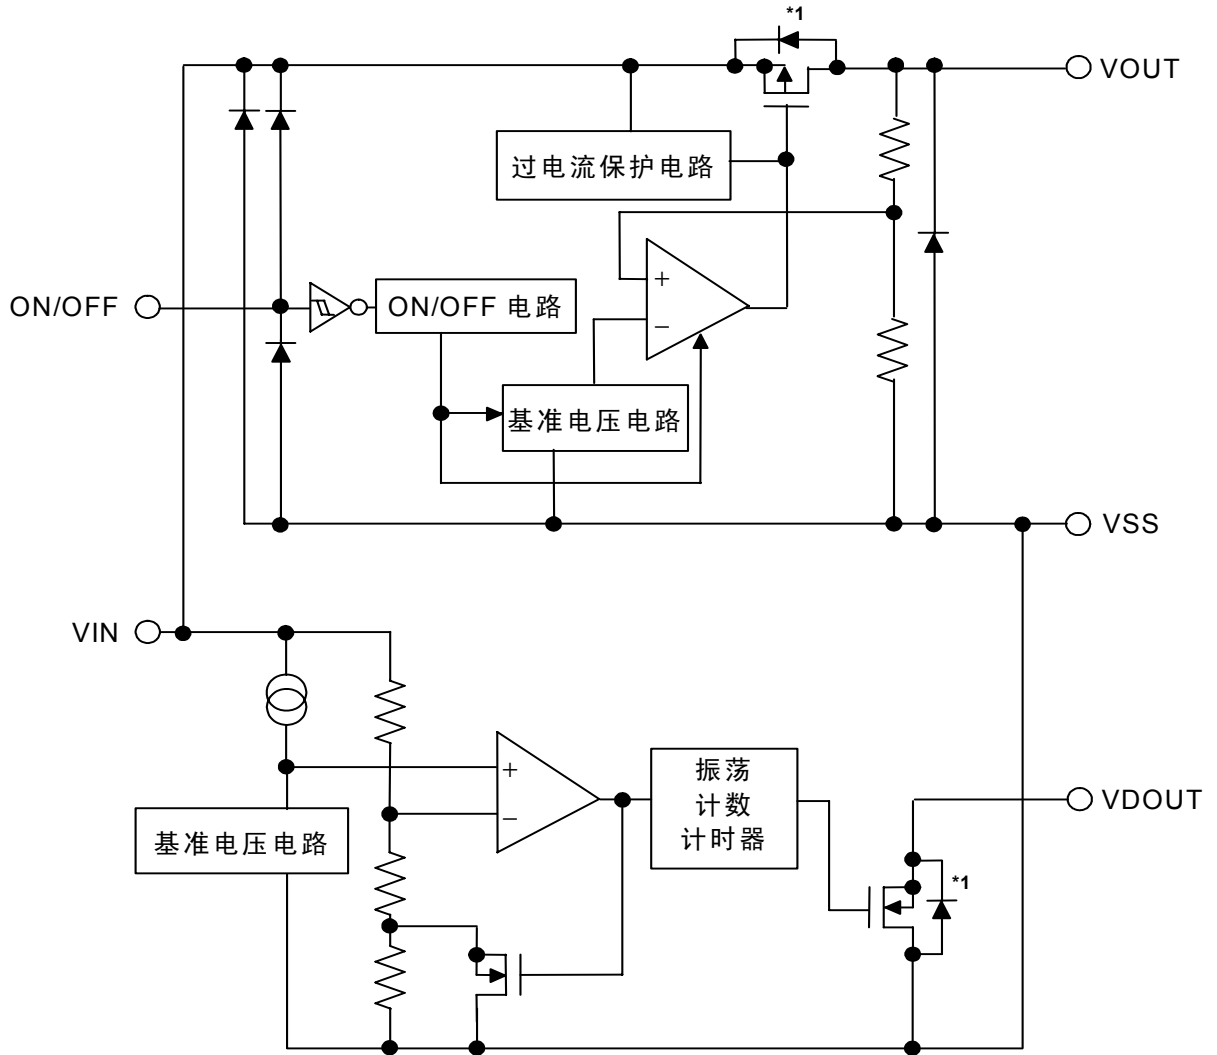 *1
VOUT
过电流保护电路
+
−
ON/OFF
ON/OFF 电路
基准电压电路
VSS
VIN
+
−
振荡
计数
计时器
VDOUT
基准电压电路
*1